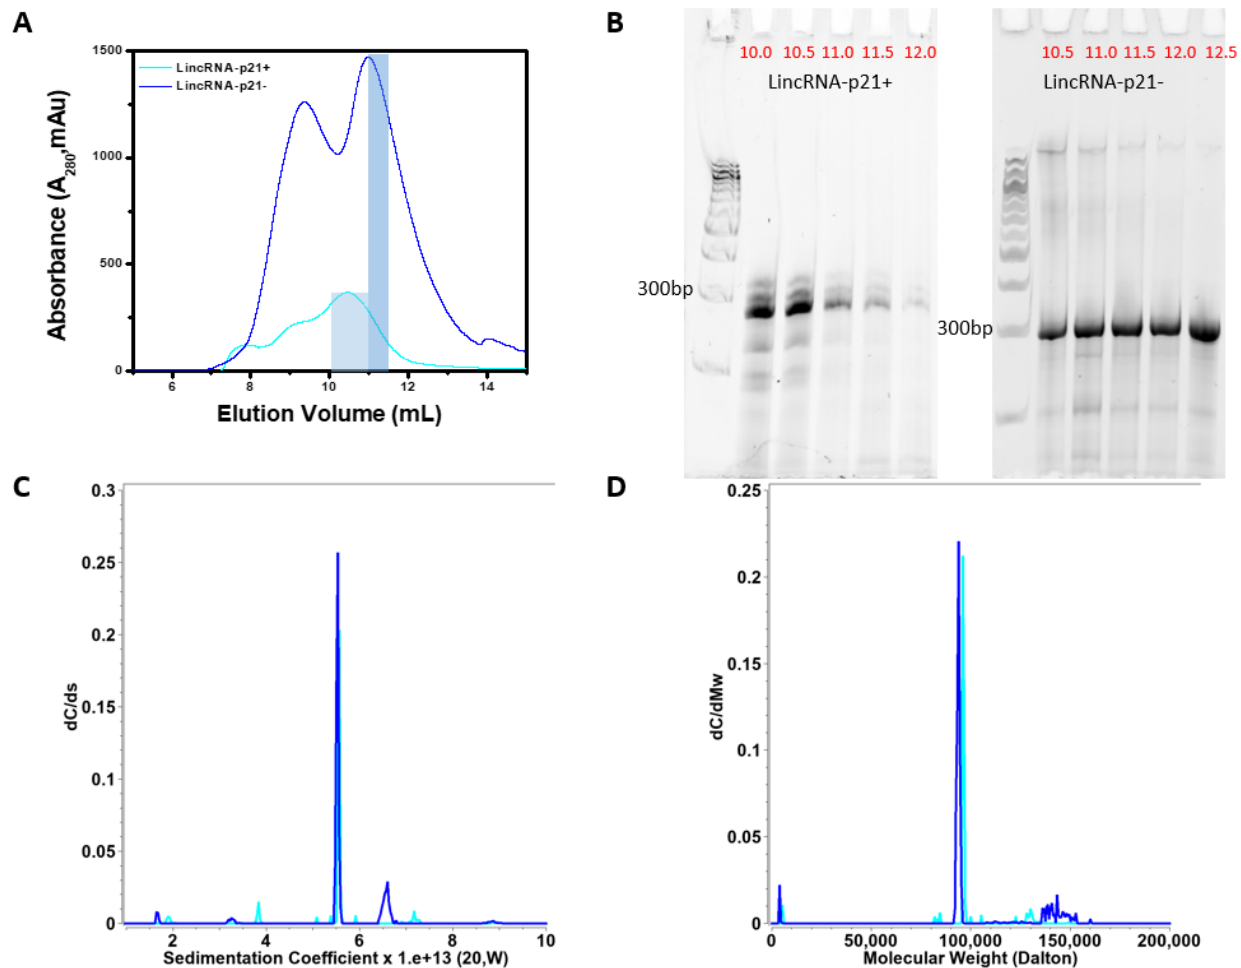 A
1500
1000
500
0
6
8
10
12
14
Absorbance (A280,mAu)
Elution Volume (mL)
LincRNA-p21+
LincRNA-p21-
B
10.0 10.5 11.0 11.5 12.0
LincRNA-p21+
300bp
10.5 11.0 11.5 12.0 12.5
LincRNA-p21-
300bp
C
0.3
0.25
0.2
0.15
0.1
0.05
0
2
4
6
8
10
dC/ds
Sedimentation Coefficient x 1.e+13 (20,W)
D
0.25
0.2
0.15
0.1
0.05
0
0
50,000
100,000
150,000
200,000
dC/dMw
Molecular Weight (Dalton)